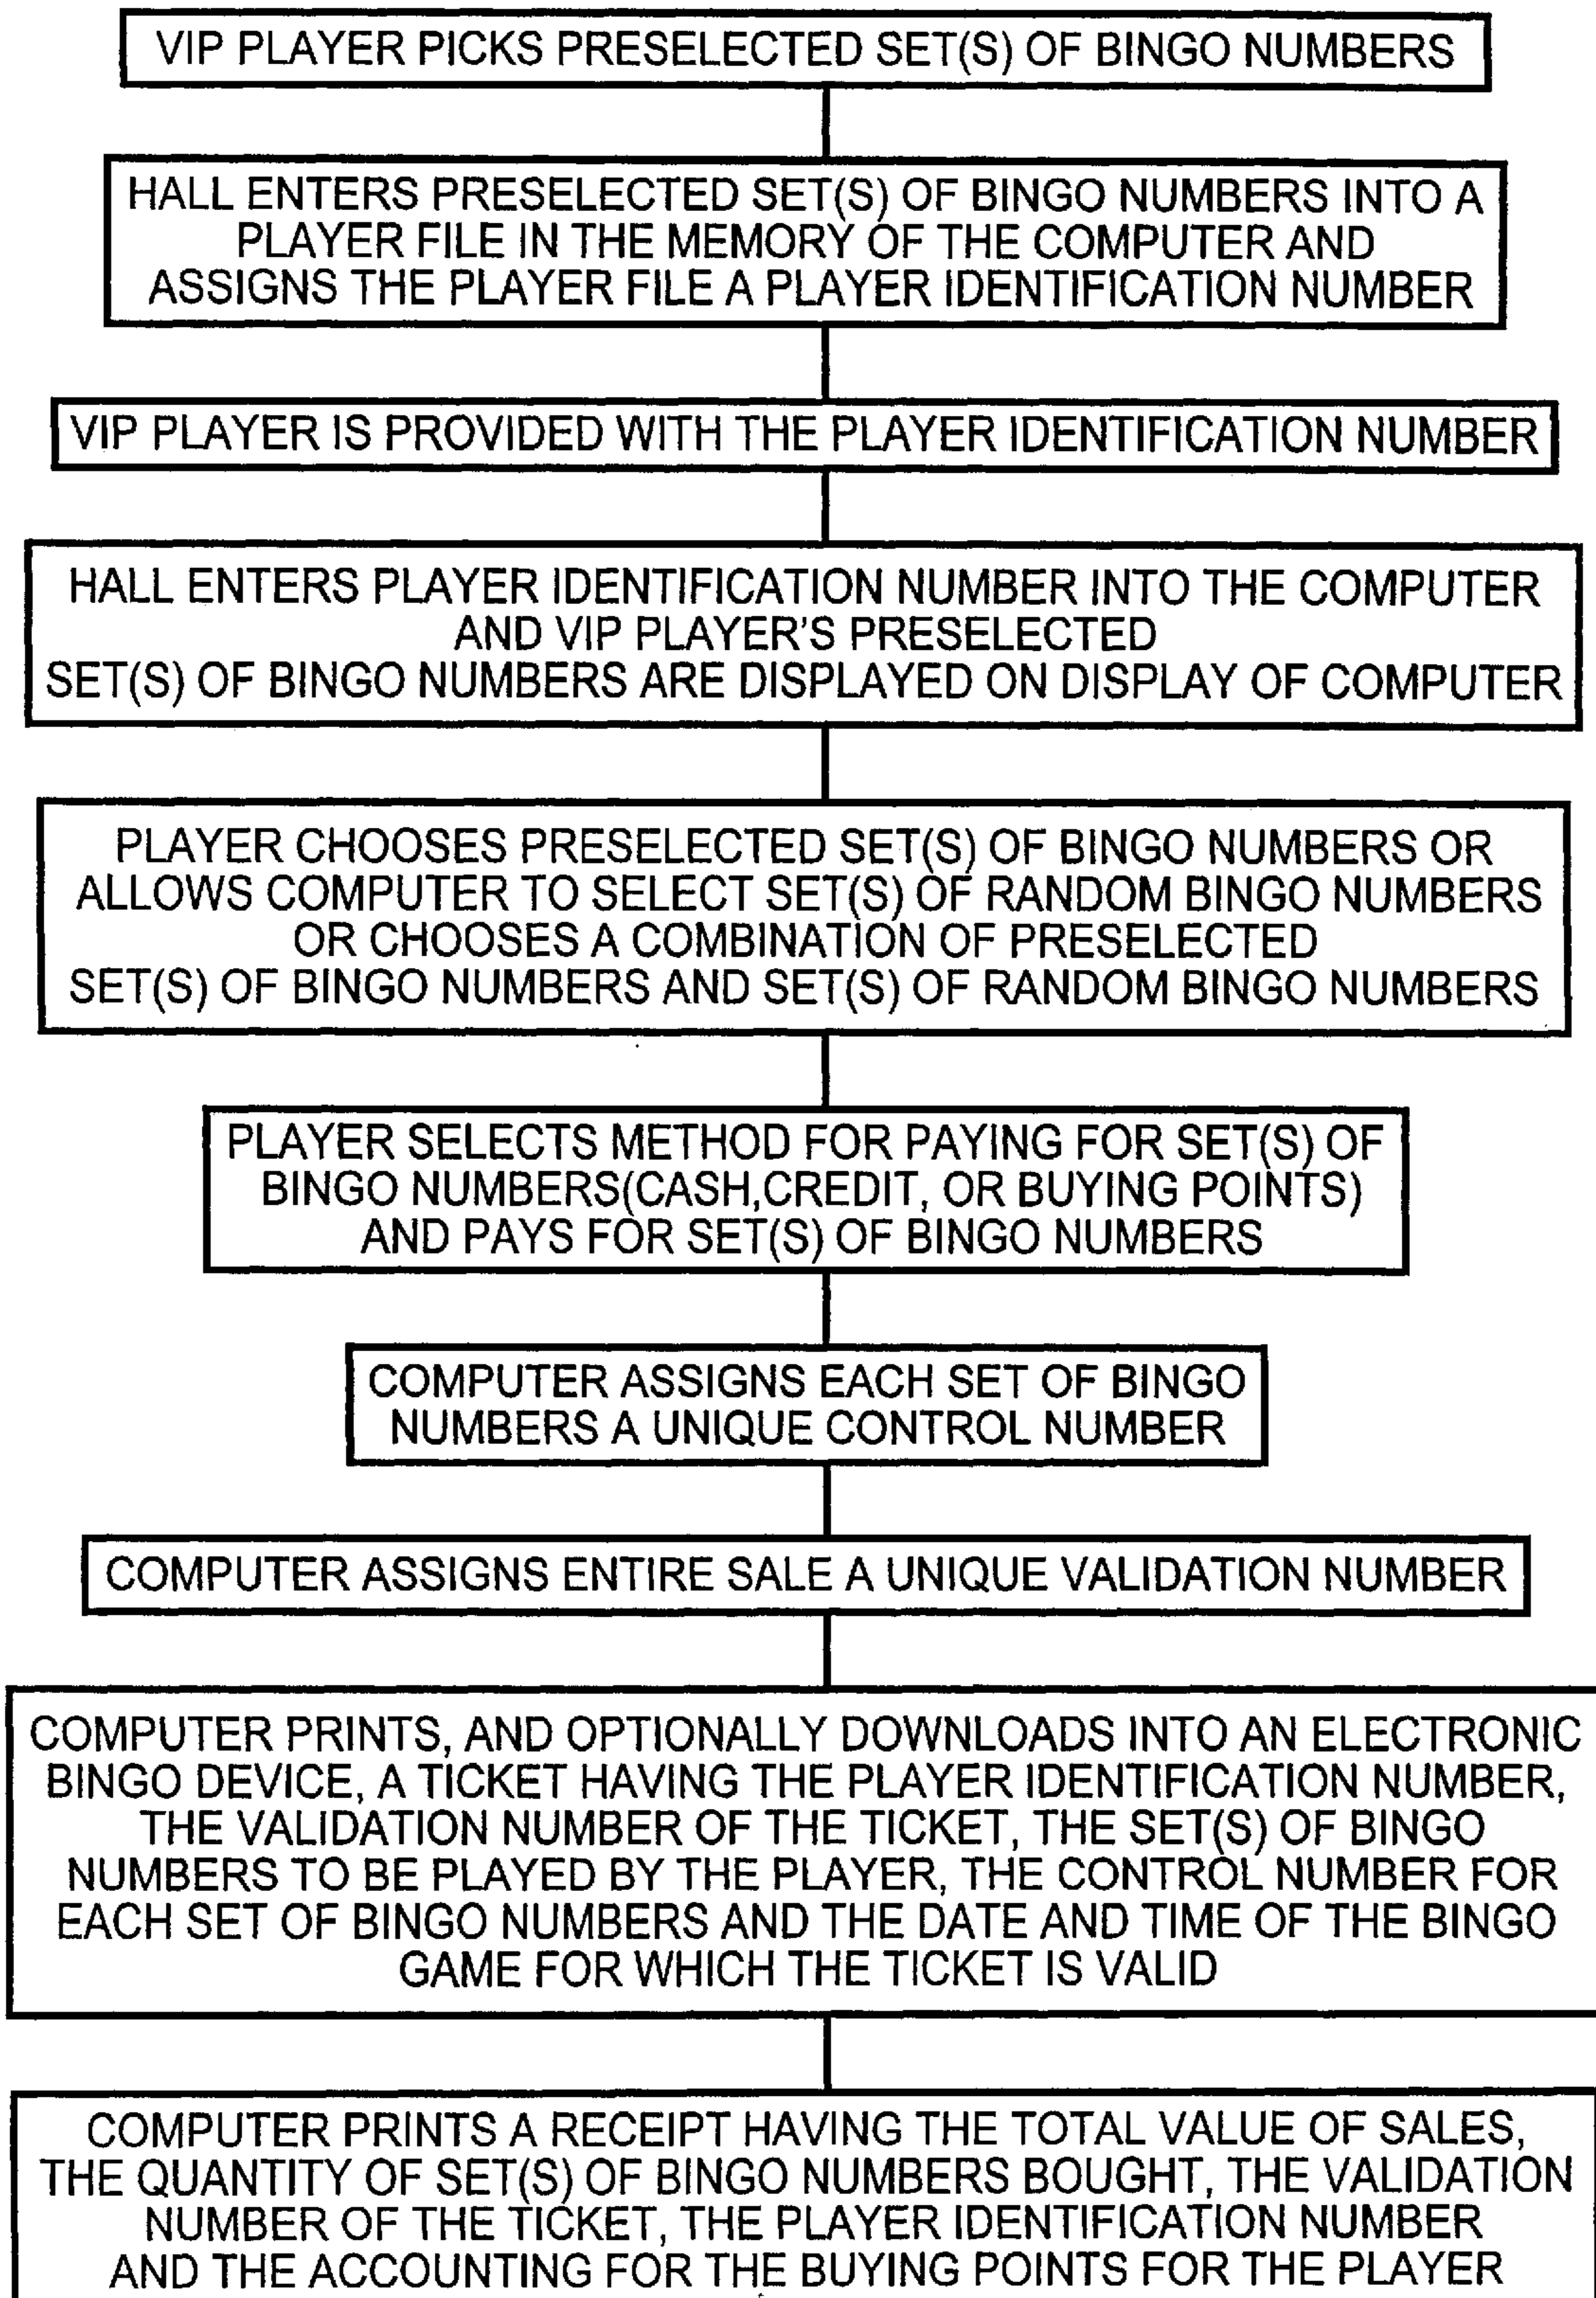 VIP PLAYER PICKS PRESELECTED SET(S) OF BINGO NUMBERS
HALL ENTERS PRESELECTED SET(S) OF BINGO NUMBERS INTO A
PLAYER FILE IN THE MEMORY OF THE COMPUTER AND
ASSIGNS THE PLAYER FILE A PLAYER IDENTIFICATION NUMBER
VIP PLAYER IS PROVIDED WITH THE PLAYER IDENTIFICATION NUMBER
HALL ENTERS PLAYER IDENTIFICATION NUMBER INTO THE COMPUTER
AND VIP PLAYER'S PRESELECTED
SET(S) OF BINGO NUMBERS ARE DISPLAYED ON DISPLAY OF COMPUTER
PLAYER CHOOSES PRESELECTED SET(S) OF BINGO NUMBERS OR
ALLOWS COMPUTER TO SELECT SET(S) OF RANDOM BINGO NUMBERS
OR CHOOSES A COMBINATION OF PRESELECTED
SET(S) OF BINGO NUMBERS AND SET(S) OF RANDOM BINGO NUMBERS
PLAYER SELECTS METHOD FOR PAYING FOR SET(S) OF
BINGO NUMBERS(CASH,CREDIT, OR BUYING POINTS)
AND PAYS FOR SET(S) OF BINGO NUMBERS
COMPUTER ASSIGNS EACH SET OF BINGO
NUMBERS A UNIQUE CONTROL NUMBER
COMPUTER ASSIGNS ENTIRE SALE A UNIQUE VALIDATION NUMBER
COMPUTER PRINTS, AND OPTIONALLY DOWNLOADS INTO AN ELECTRONIC
BINGO DEVICE, A TICKET HAVING THE PLAYER IDENTIFICATION NUMBER,
THE VALIDATION NUMBER OF THE TICKET, THE SET(S) OF BINGO
NUMBERS TO BE PLAYED BY THE PLAYER, THE CONTROL NUMBER FOR
EACH SET OF BINGO NUMBERS AND THE DATE AND TIME OF THE BINGO
GAME FOR WHICH THE TICKET IS VALID
COMPUTER PRINTS A RECEIPT HAVING THE TOTAL VALUE OF SALES,
THE QUANTITY OF SET(S) OF BINGO NUMBERS BOUGHT, THE VALIDATION
NUMBER OF THE TICKET, THE PLAYER IDENTIFICATION NUMBER
AND THE ACCOUNTING FOR THE BUYING POINTS FOR THE PLAYER